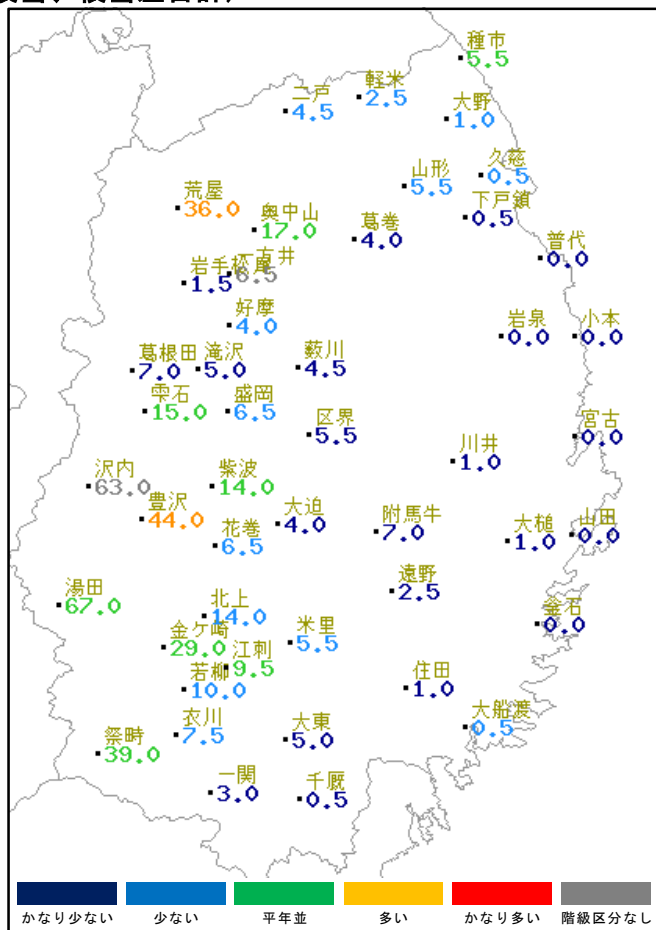 種市
5.5
軽米
2.5
二戸
4.5
大野
1.0
久慈
0.5
山形
5.5
荒屋
36.0
下戸鎖
0.5
奥中山
17.0
葛巻
4.0
普代
0.0
一方井
6.5
岩手松尾
1.5
好摩
4.0
岩泉
0.0
小本
0.0
葛根田
7.0
滝沢
5.0
薮川
4.5
雫石
15.0
盛岡
6.5
区界
5.5
宮古
0.0
川井
1.0
沢内
63.0
紫波
14.0
豊沢
44.0
大迫
4.0
附馬牛
7.0
大槌
1.0
山田
0.0
花巻
6.5
遠野
2.5
湯田
67.0
北上
14.0
釜石
0.0
金ケ崎
29.0
米里
5.5
江刺
9.5
若柳
10.0
住田
1.0
大船渡
0.5
衣川
7.5
大東
5.0
祭畤
39.0
一関
3.0
千厩
0.5
かなり少ない 少ない 平年並 多い かなり多い 階級区分なし